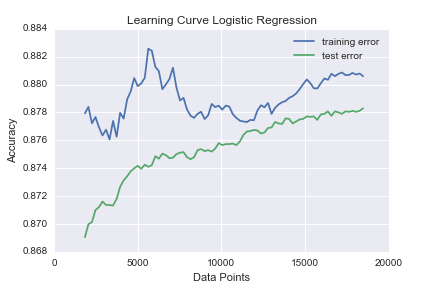 Learning Curve Logistic Regression
0.884
0.882
0.880
0.878
0.876
0.874
0.872
0.870
0.868
Accuracy
training error
test error
0 5000 10000 15000 20000
Data Points